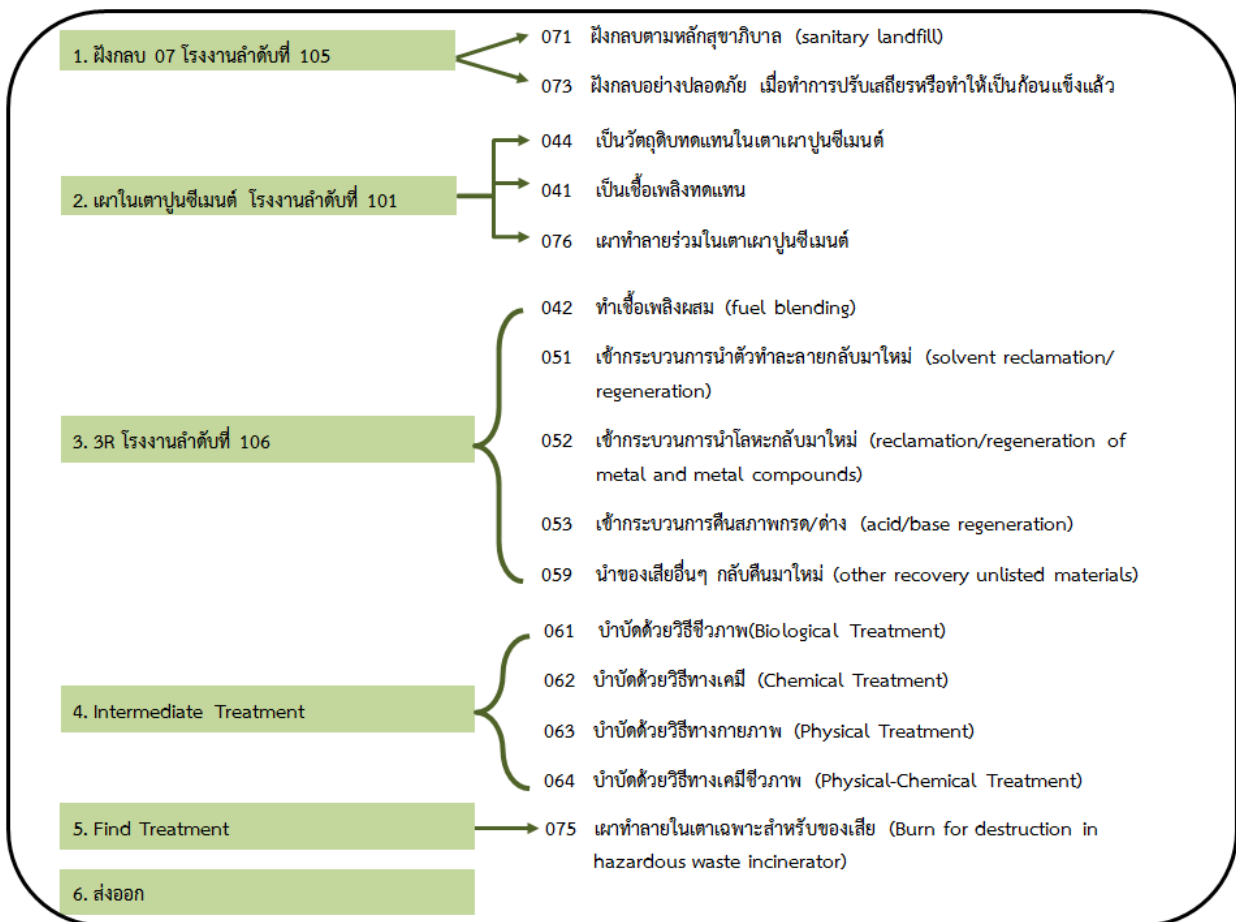 1. ฝังกลบ 07 โรงงานลำดับที่ 105
071 ฝังกลบตามหลักสุขาภิบาล (sanitary landfill)
073 ฝังกลบอย่างปลอดภัย เมื่อทำการปรับเสถียรหรือทำให้เป็นก้อนแข็งแล้ว
2. เผาในเตาปูนซีเมนต์ โรงงานลำดับที่ 101
044 เป็นวัตถุดิบทดแทนในเตาเผาปูนซีเมนต์
041 เป็นเชื้อเพลิงทดแทน
076 เผาทำลายร่วมในเตาเผาปูนซีเมนต์
3. 3R โรงงานลำดับที่ 106
042 ทำเชื้อเพลิงผสม (fuel blending)
051 เข้ากระบวนการนำตัวทำละลายกลับมาใหม่ (solvent reclamation/
regeneration)
052 เข้ากระบวนการนำโลหะกลับมาใหม่ (reclamation/regeneration of
metal and metal compounds)
053 เข้ากระบวนการคืนสภาพกรด/ด่าง (acid/base regeneration)
059 นำของเสียอื่นๆ กลับคืนมาใหม่ (other recovery unlisted materials)
4. Intermediate Treatment
061 บำบัดด้วยวิธีชีวภาพ(Biological Treatment)
062 บำบัดด้วยวิธีทางเคมี (Chemical Treatment)
063 บำบัดด้วยวิธีทางกายภาพ (Physical Treatment)
064 บำบัดด้วยวิธีทางเคมีชีวภาพ (Physical-Chemical Treatment)
5. Find Treatment
075 เผาทำลายในเตาเฉพาะสำหรับของเสีย (Burn for destruction in
hazardous waste incinerator)
6. ส่งออก